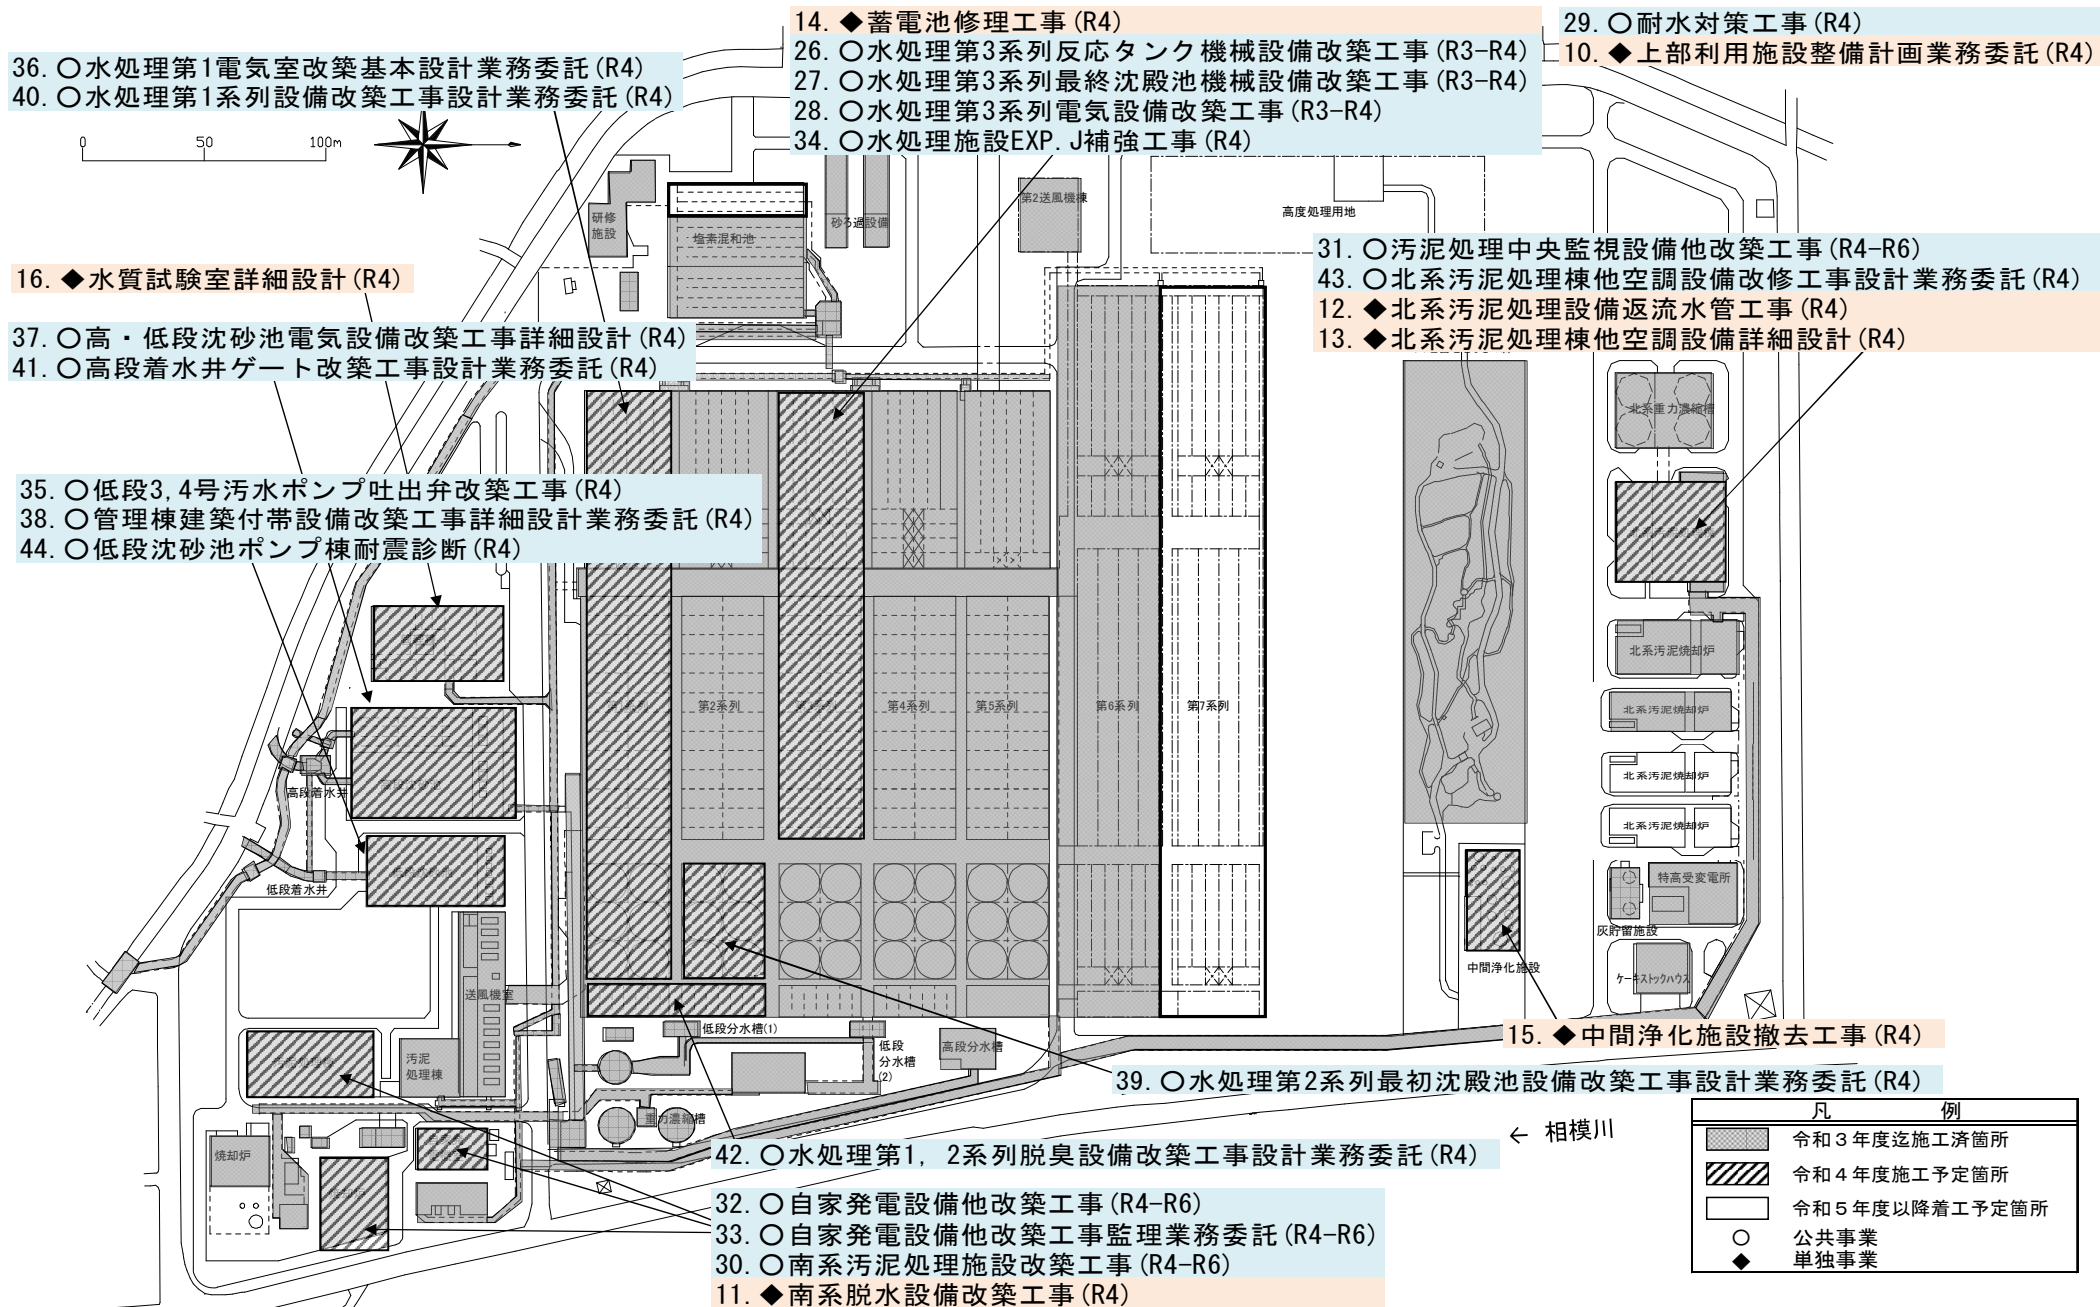 14. ◆蓄電池修理工事(R4)
26. ○水処理第3系列反応タンク機械設備改築工事(R3-R4)
27. ○水処理第3系列最終沈殿池機械設備改築工事(R3-R4)
28. ○水処理第3系列電気設備改築工事(R3-R4)
34. ○水処理施設EXP.J補強工事(R4)
29. ○耐水対策工事(R4)
10. ◆上部利用施設整備計画業務委託(R4)
36. ○水処理第1電気室改築基本設計業務委託(R4)
40. ○水処理第1系列設備改築工事設計業務委託(R4)
0 50 100m
研修
施設
塩素混和池
砂ろ過設備
第2送風機棟
高度処理用地
31. ○汚泥処理中央監視設備他改築工事(R4-R6)
43. ○北系汚泥処理棟他空調設備改修工事設計業務委託(R4)
12. ◆北系汚泥処理設備返流水管工事(R4)
13. ◆北系汚泥処理棟他空調設備詳細設計(R4)
16. ◆水質試験室詳細設計(R4)
37. ○高・低段沈砂池電気設備改築工事詳細設計(R4)
41. ○高段着水井ゲート改築工事設計業務委託(R4)
北系重力濃縮槽
35. ○低段3,4号汚水ポンプ吐出弁改築工事(R4)
38. ○管理棟建築付帯設備改築工事詳細設計業務委託(R4)
44. ○低段沈砂池ポンプ棟耐震診断(R4)
北系汚泥焼却炉
第2系列
第4系列
第5系列
第6系列
第7系列
北系汚泥焼却炉
北系汚泥焼却炉
北系汚泥焼却炉
高段着水井
低段着水井
特高受変電所
灰貯留施設
中間浄化施設
ケーキストックハウス
送風機室
低段分水槽(1)
低段
分水槽
(2)
高段分水槽
汚泥
処理棟
15. ◆中間浄化施設撤去工事(R4)
39. ○水処理第2系列最初沈殿池設備改築工事設計業務委託(R4)
重力濃縮槽
焼却炉
← 相模川
42. ○水処理第1, 2系列脱臭設備改築工事設計業務委託(R4)
32. ○自家発電設備他改築工事(R4-R6)
33. ○自家発電設備他改築工事監理業務委託(R4-R6)
30. ○南系汚泥処理施設改築工事(R4-R6)
11. ◆南系脱水設備改築工事(R4)
凡 例
令和３年度迄施工済箇所
令和４年度施工予定箇所
令和５年度以降着工予定箇所
○ 公共事業
◆ 単独事業